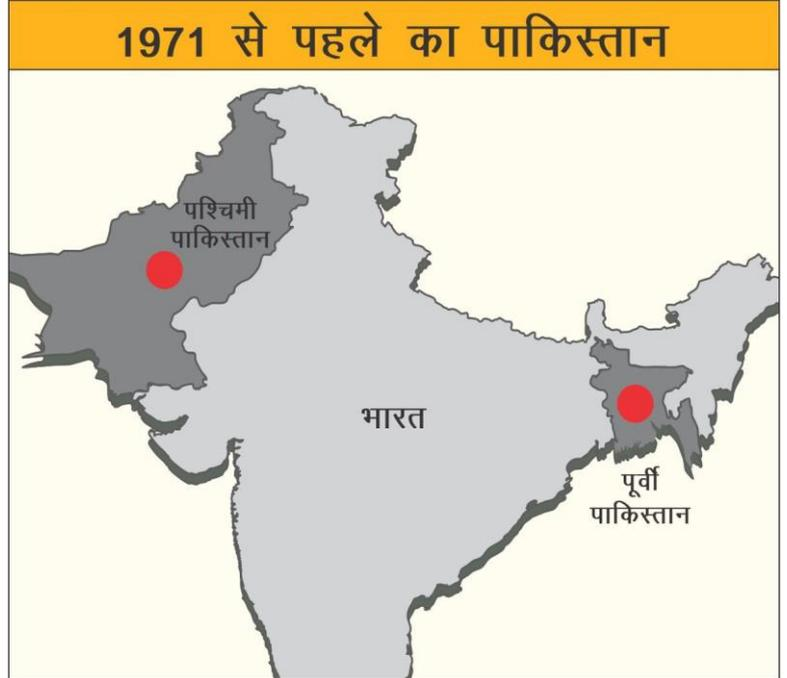 1971 से पहले का पाकिस्तान
पश्चिमी
पाकिस्तान
भारत
पूर्वी
पाकिस्तान